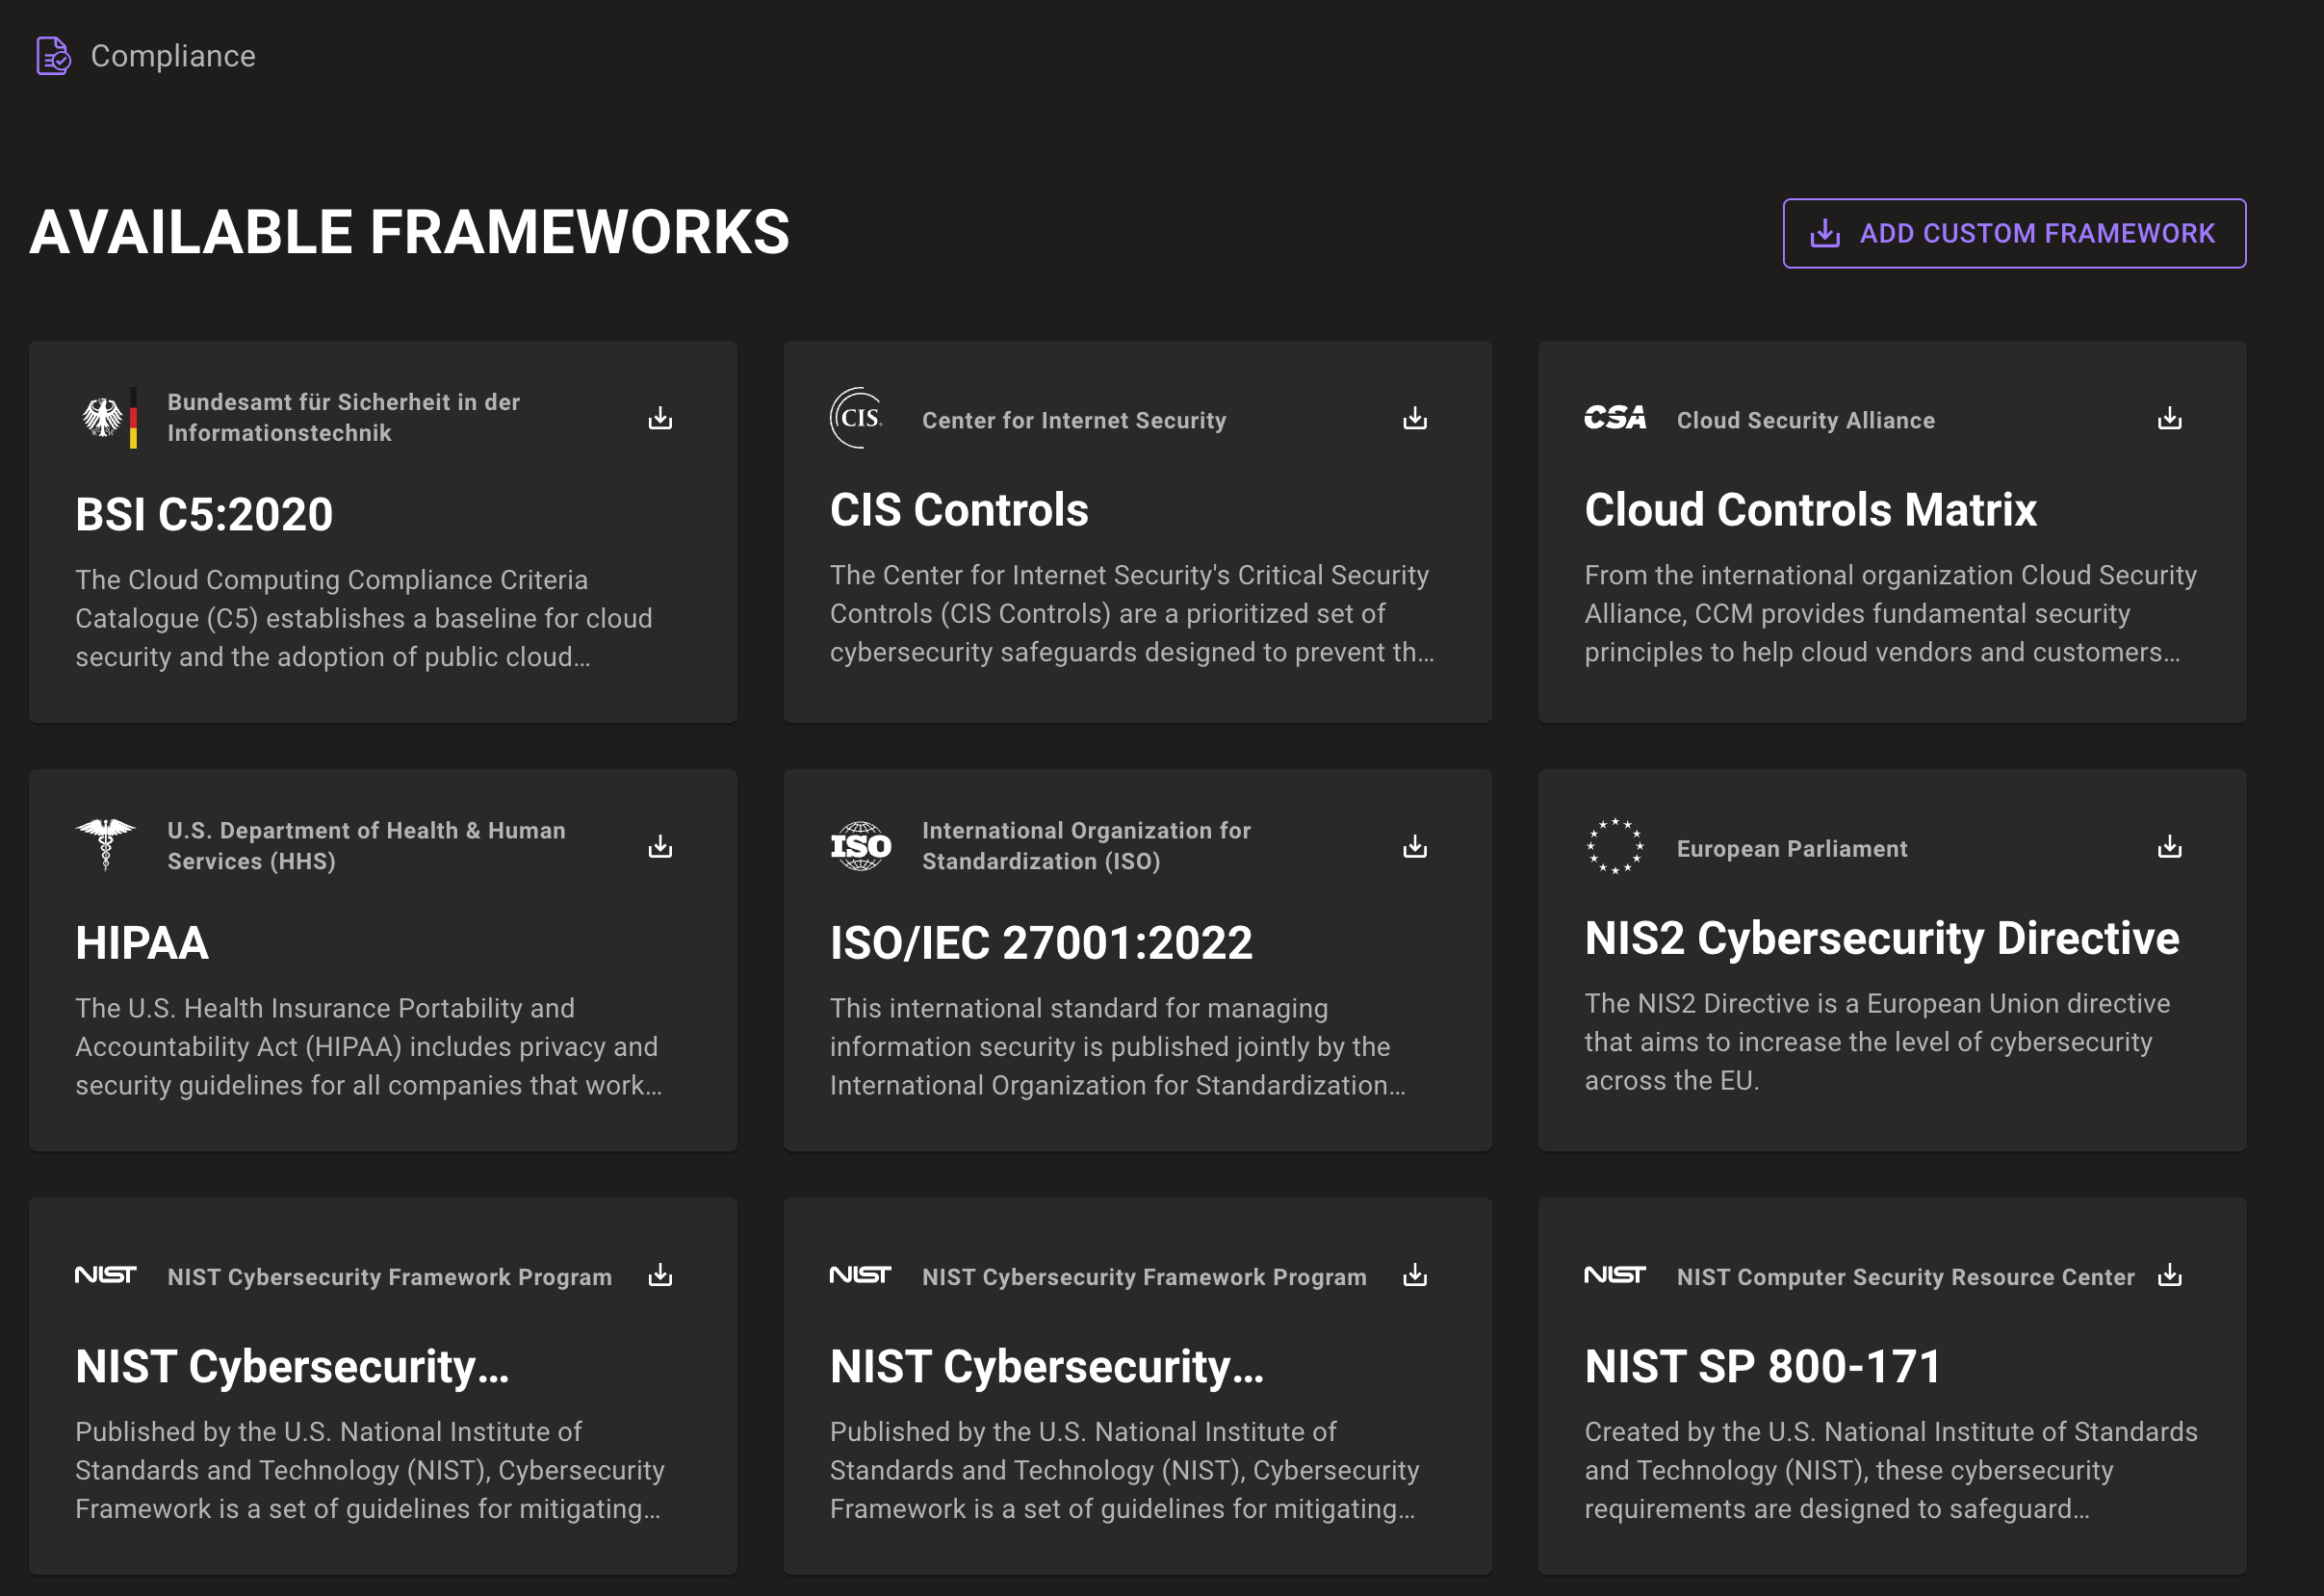 Compliance
AVAILABLE FRAMEWORKS
ADD CUSTOM FRAMEWORK
Bundesamt für Sicherheit in der
Informationstechnik
BSI C5:2020
The Cloud Computing Compliance Criteria
Catalogue (C5) establishes a baseline for cloud
security and the adoption of public cloud...
CIS
Center for Internet Security
CIS Controls
The Center for Internet Security's Critical Security
Controls (CIS Controls) are a prioritized set of
cybersecurity safeguards designed to prevent th...
CSA
Cloud Security Alliance
Cloud Controls Matrix
From the international organization Cloud Security
Alliance, CCM provides fundamental security
principles to help cloud vendors and customers...
U.S. Department of Health & Human
Services (HHS)
HIPAA
The U.S. Health Insurance Portability and
Accountability Act (HIPAA) includes privacy and
security guidelines for all companies that work...
ISO
International Organization for
Standardization (ISO)
ISO/IEC 27001:2022
This international standard for managing
information security is published jointly by the
International Organization for Standardization...
European Parliament
NIS2 Cybersecurity Directive
The NIS2 Directive is a European Union directive
that aims to increase the level of cybersecurity
across the EU.
NIST
NIST Cybersecurity Framework Program
NIST Cybersecurity...
Published by the U.S. National Institute of
Standards and Technology (NIST), Cybersecurity
Framework is a set of guidelines for mitigating...
NIST
NIST Cybersecurity Framework Program
NIST Cybersecurity...
Published by the U.S. National Institute of
Standards and Technology (NIST), Cybersecurity
Framework is a set of guidelines for mitigating...
NIST
NIST Computer Security Resource Center
NIST SP 800-171
Created by the U.S. National Institute of Standards
and Technology (NIST), these cybersecurity
requirements are designed to safeguard...